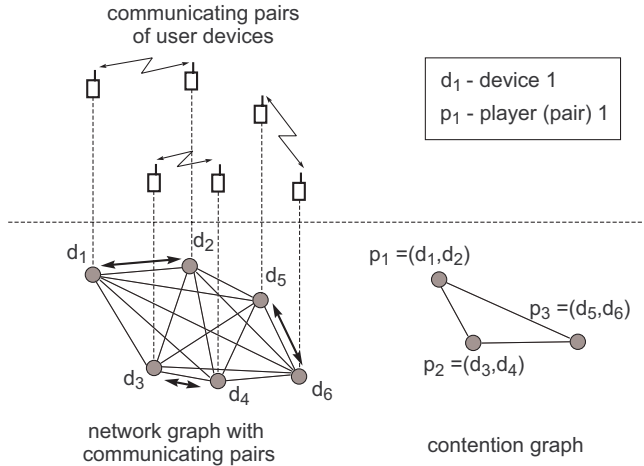 communicating pairs
of user devices
d1 - device 1
p1 - player (pair) 1
d1
d2
d5
d3
d4
d6
p1 =(d1,d2)
p3 =(d5,d6)
p2 =(d3,d4)
network graph with
communicating pairs
contention graph